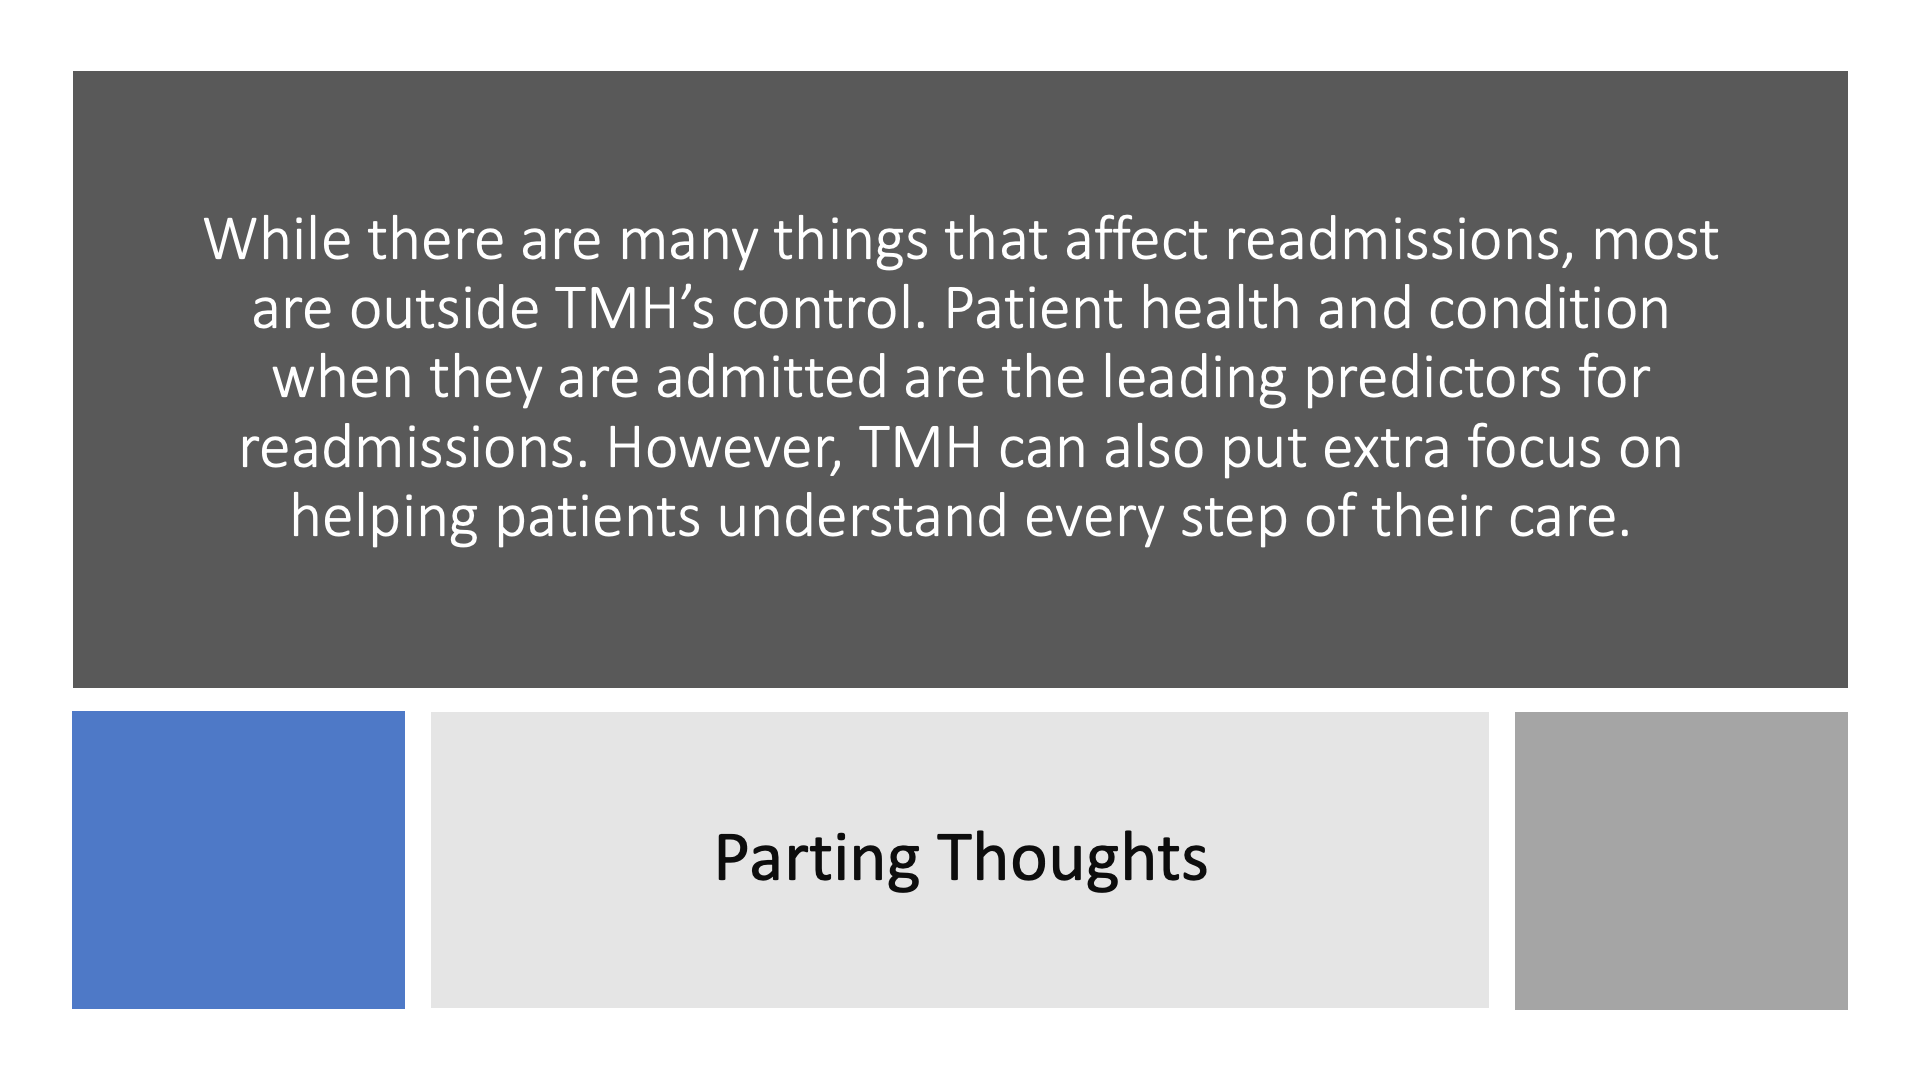 While there are many things that affect readmissions, most
are outside TMH’s control. Patient health and condition
when they are admitted are the leading predictors for
readmissions. However, TMH can also put extra focus on
helping patients understand every step of their care.
Parting Thoughts